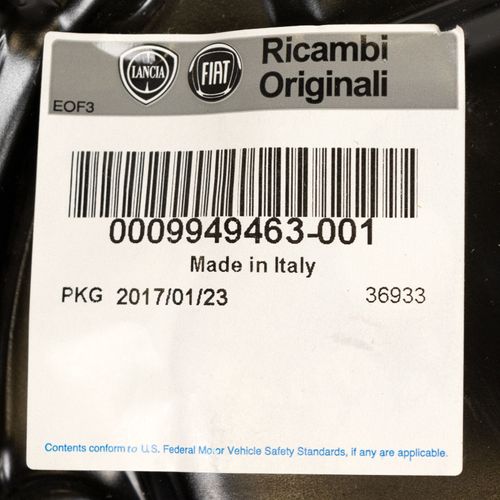 LANCIA
FIAT
Ricambi
Originali
EOF3
0009949463-001
Made in Italy
PKG 2017/01/23 36933
Contents conform to U.S. Federal Motor Vehicle Safety Standards, if any are applicable.